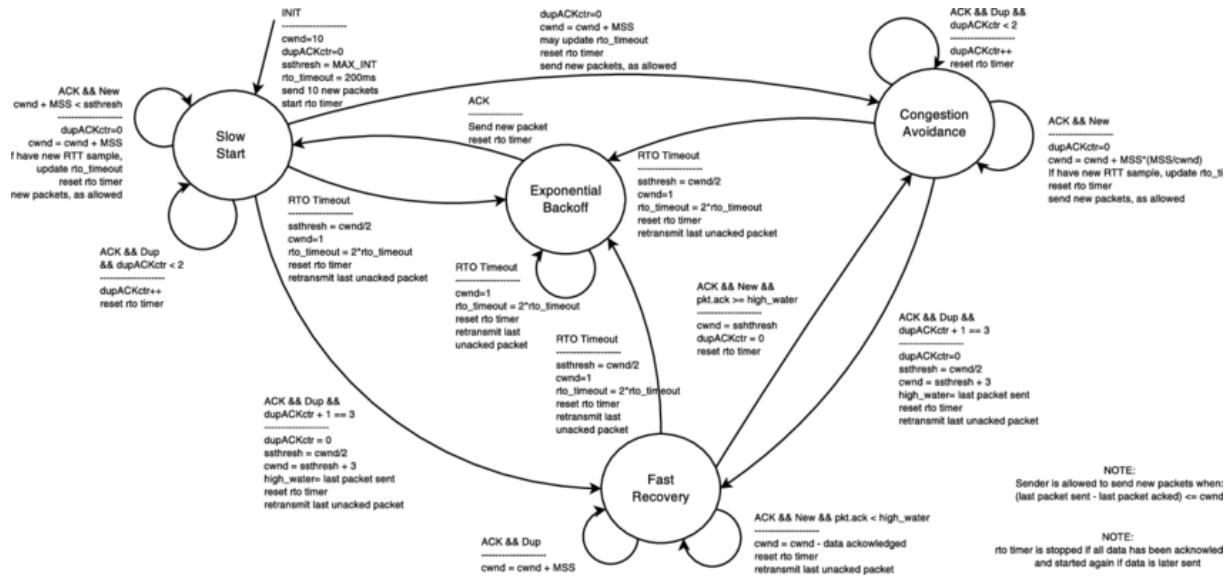 INIT
-------------------
cwnd=10
dupACKctr=0
ssthresh = MAX_INT
rto_timeout = 200ms
send 10 new packets
start rto timer
dupACKctr=0
cwnd = cwnd + MSS
may update rto_timeout
reset rto timer
send new packets, as allowed
ACK && Dup &&
dupACKctr < 2
-------------------
dupACKctr++
reset rto timer
ACK && New
cwnd + MSS < ssthresh
-------------------
dupACKctr=0
cwnd = cwnd + MSS
f have new RTT sample,
update rto_timeout
reset rto timer
new packets, as allowed
Slow
Start
ACK
-------------------
Send new packet
reset rto timer
Congestion
Avoidance
ACK && New
-------------------
dupACKctr=0
cwnd = cwnd + MSS*(MSS/cwnd)
If have new RTT sample, update rto_ti
reset rto timer
send new packets, as allowed
Exponential
Backoff
RTO Timeout
-------------------
ssthresh = cwnd/2
cwnd=1
rto_timeout = 2*rto_timeout
reset rto timer
retransmit last unacked packet
RTO Timeout
-------------------
ssthresh = cwnd/2
cwnd=1
rto_timeout = 2*rto_timeout
reset rto timer
retransmit last unacked packet
ACK && Dup
&& dupACKctr < 2
-------------------
dupACKctr++
reset rto timer
RTO Timeout
-------------------
cwnd=1
rto_timeout = 2*rto_timeout
reset rto timer
retransmit last
unacked packet
ACK && New &&
pkt.ack >= high_water
-------------------
cwnd = sshthresh
dupACKctr = 0
reset rto timer
ACK && Dup &&
dupACKctr + 1 == 3
-------------------
dupACKctr=0
ssthresh = cwnd/2
cwnd = ssthresh + 3
high_water= last packet sent
reset rto timer
retransmit last unacked packet
RTO Timeout
-------------------
ssthresh = cwnd/2
cwnd=1
rto_timeout = 2*rto_timeout
reset rto timer
retransmit last
unacked packet
ACK && Dup &&
dupACKctr + 1 == 3
-------------------
dupACKctr = 0
ssthresh = cwnd/2
cwnd = ssthresh + 3
high_water= last packet sent
reset rto timer
retransmit last unacked packet
Fast
Recovery
ACK && Dup
-------------------
cwnd = cwnd + MSS
ACK && New && pkt.ack < high_water
-------------------
cwnd = cwnd - data ackowledged
reset rto timer
retransmit last unacked packet
NOTE:
Sender is allowed to send new packets when:
(last packet sent - last packet acked) <= cwnd
NOTE:
rto timer is stopped if all data has been acknowled
and started again if data is later sent